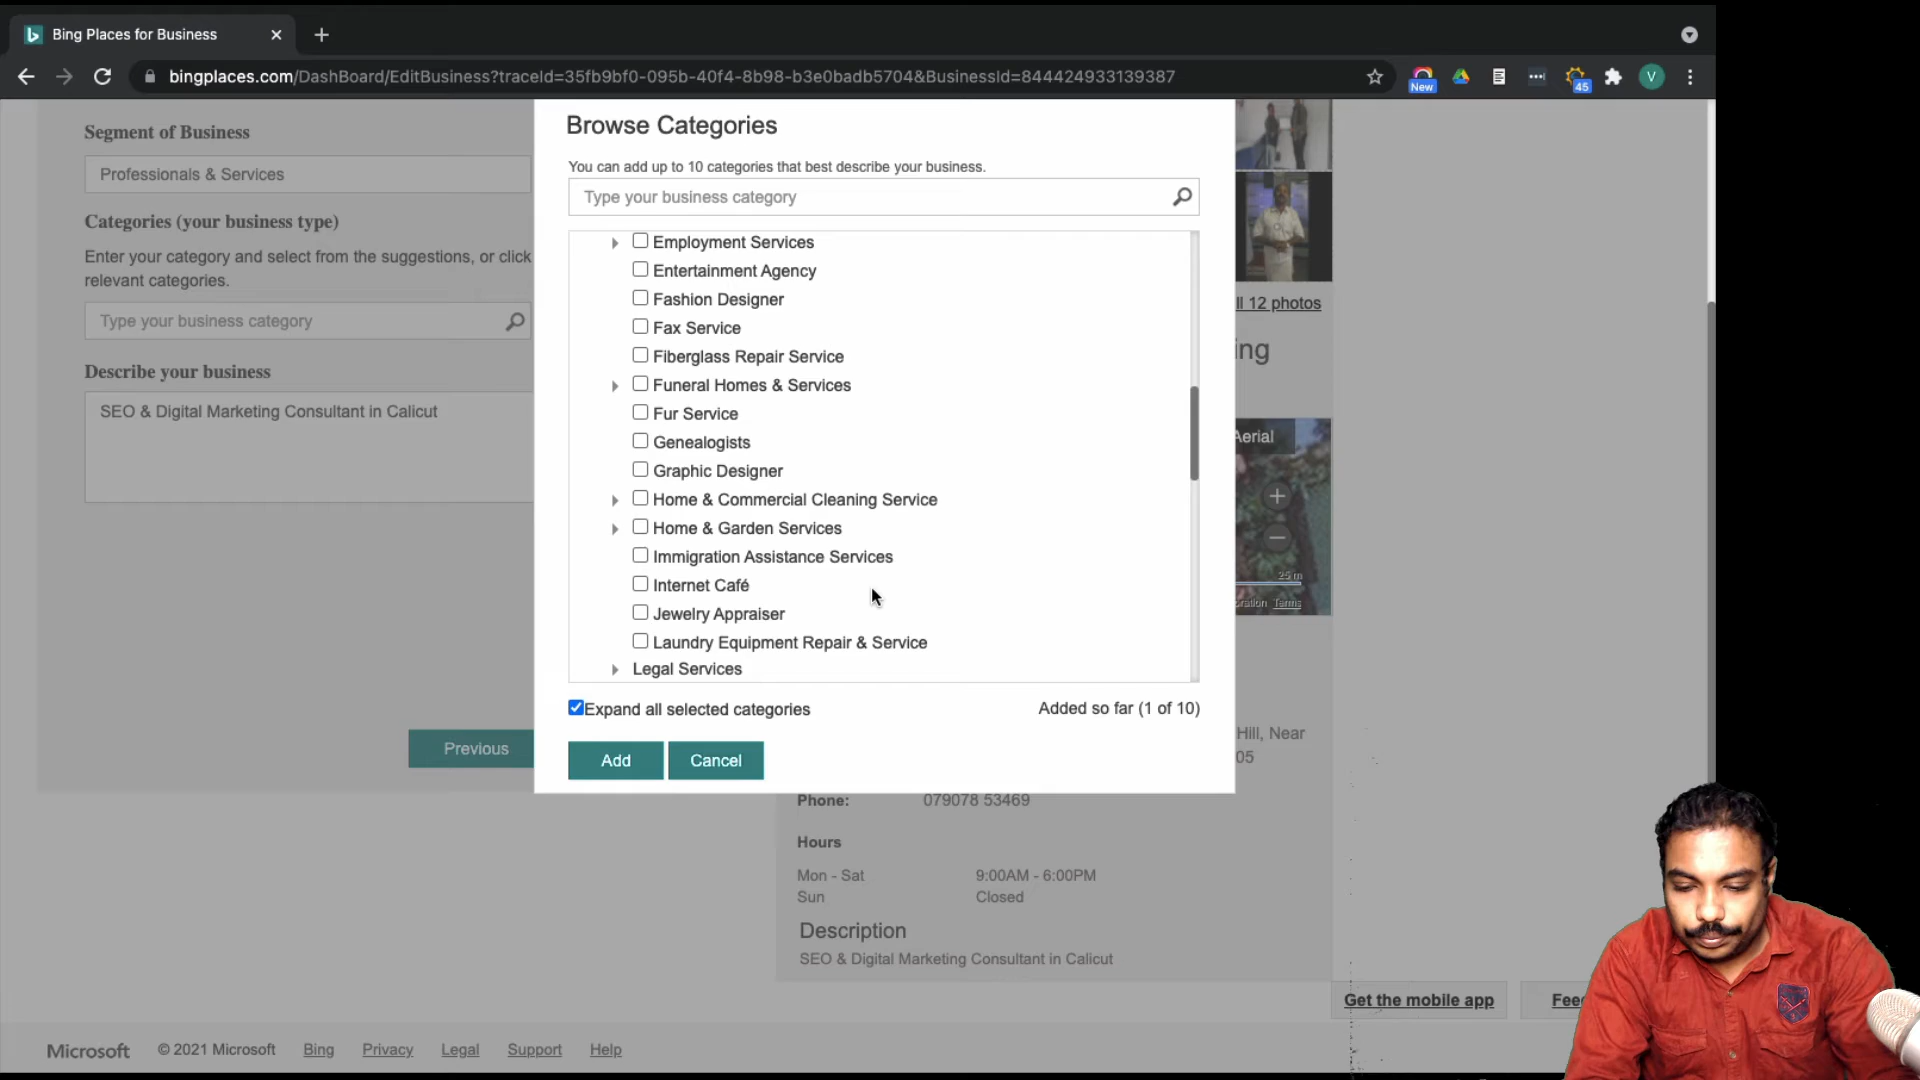 Bing Places for Business
bingplaces.com/DashBoard/EditBusiness?traceId=35fb9bf0-095b-40f4-8b98-b3e0badb5704&BusinessId=844424933139387
New
45
V
Segment of Business
Professionals & Services
Categories (your business type)
Enter your category and select from the suggestions, or click
relevant categories.
Type your business category
Describe your business
SEO & Digital Marketing Consultant in Calicut
Previous
Browse Categories
You can add up to 10 categories that best describe your business.
Type your business category
Employment Services
Entertainment Agency
Fashion Designer
Fax Service
Fiberglass Repair Service
Funeral Homes & Services
Fur Service
Genealogists
Graphic Designer
Home & Commercial Cleaning Service
Home & Garden Services
Immigration Assistance Services
Internet Café
Jewelry Appraiser
Laundry Equipment Repair & Service
Legal Services
Expand all selected categories
Added so far (1 of 10)
Add
Cancel
ll 12 photos
ing
Aerial
25 m
oration Terms
Hill, Near
05
Phone: 079078 53469
Hours
Mon - Sat 9:00AM - 6:00PM
Sun Closed
Description
SEO & Digital Marketing Consultant in Calicut
Get the mobile app
Fee
Microsoft © 2021 Microsoft Bing Privacy Legal Support Help